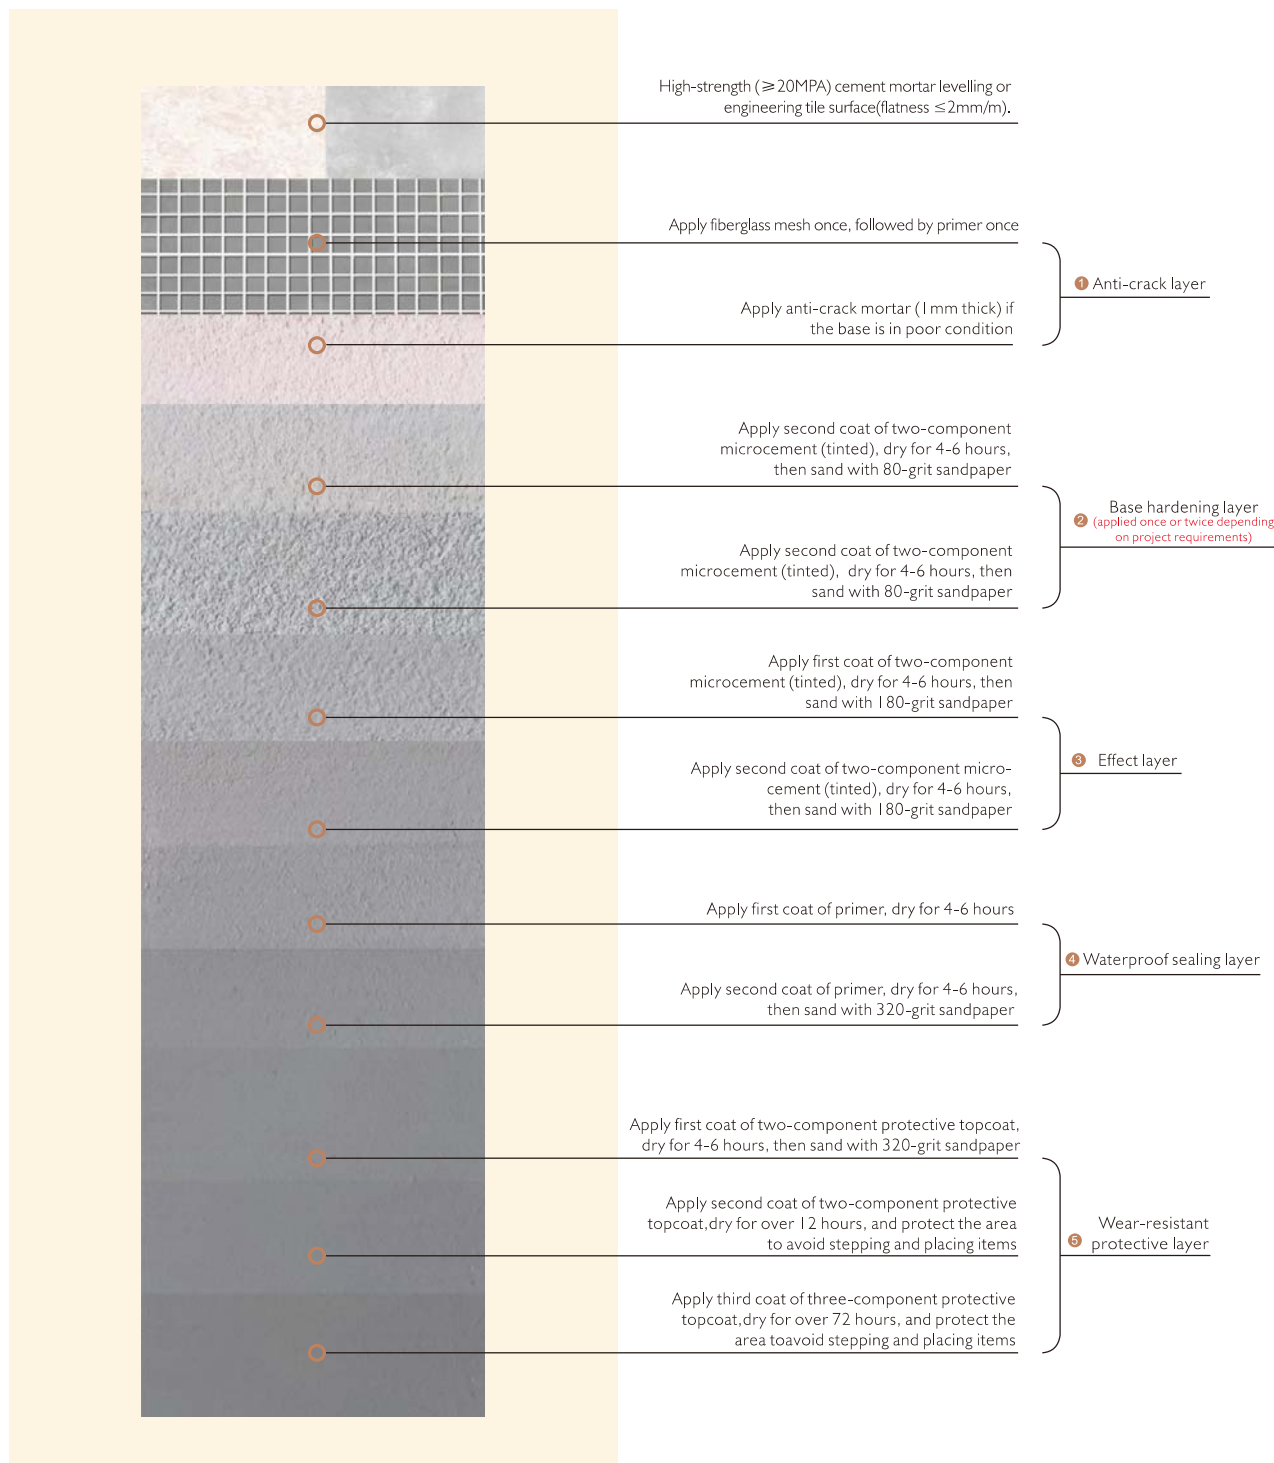 High-strength (≥20MPA) cement mortar levelling or
engineering tile surface(flatness ≤2mm/m).
Apply fiberglass mesh once, followed by primer once
Apply anti-crack mortar (1mm thick) if
the base is in poor condition
1 Anti-crack layer
Apply second coat of two-component
microcement (tinted), dry for 4-6 hours,
then sand with 80-grit sandpaper
Apply second coat of two-component
microcement (tinted), dry for 4-6 hours, then
sand with 80-grit sandpaper
Base hardening layer
2 (applied once or twice depending
on project requirements)
Apply first coat of two-component
microcement (tinted), dry for 4-6 hours, then
sand with 180-grit sandpaper
Apply second coat of two-component micro-
cement (tinted), dry for 4-6 hours,
then sand with 180-grit sandpaper
3 Effect layer
Apply first coat of primer, dry for 4-6 hours
Apply second coat of primer, dry for 4-6 hours,
then sand with 320-grit sandpaper
4 Waterproof sealing layer
Apply first coat of two-component protective topcoat,
dry for 4-6 hours, then sand with 320-grit sandpaper
Apply second coat of two-component protective
topcoat,dry for over 12 hours, and protect the area
to avoid stepping and placing items
Apply third coat of three-component protective
topcoat,dry for over 72 hours, and protect the
area toavoid stepping and placing items
Wear-resistant
5 protective layer